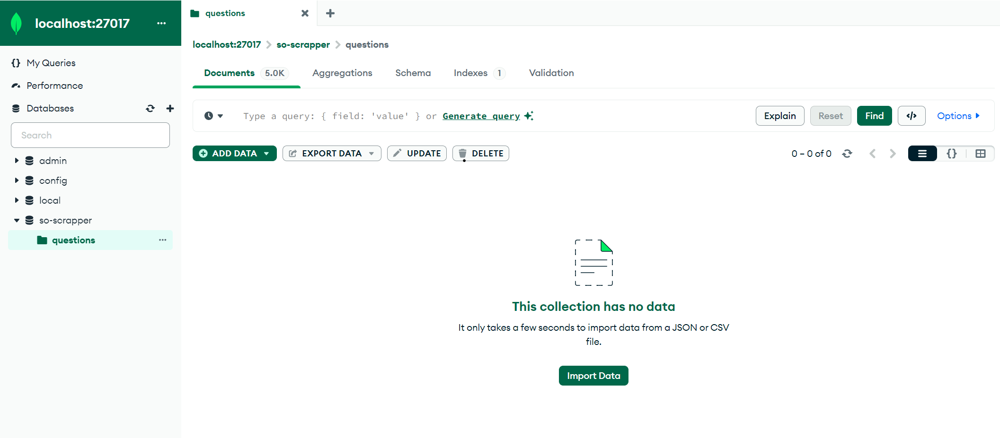 localhost:27017
questions
localhost:27017 so-scrapper questions
My Queries
Performance
Databases
Search
admin
config
local
so-scrapper
questions
Documents 5.0K Aggregations Schema Indexes 1 Validation
Type a query: { field: 'value' } or Generate query
Explain Reset Find </> Options
ADD DATA EXPORT DATA UPDATE DELETE
0 – 0 of 0
This collection has no data
It only takes a few seconds to import data from a JSON or CSV
file.
Import Data